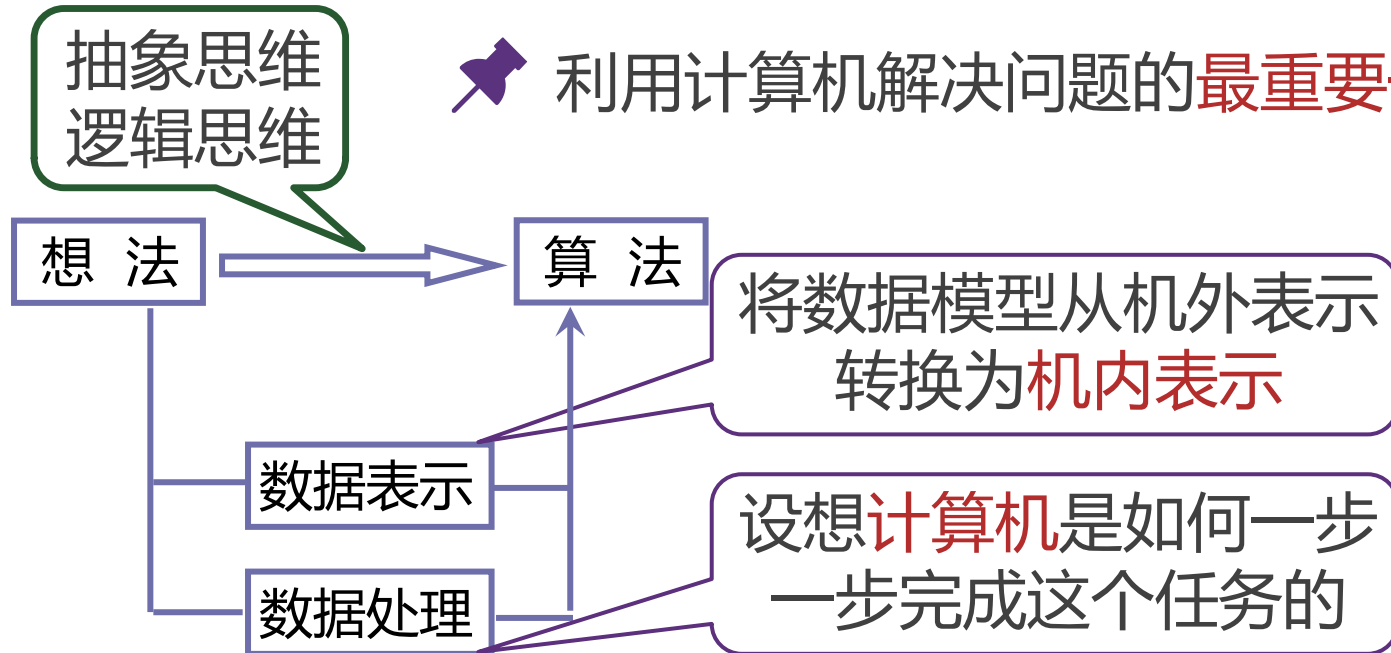 抽象思维
逻辑思维
利用计算机解决问题的最重要
想 法
算 法
将数据模型从机外表示
转换为机内表示
数据表示
设想计算机是如何一步
一步完成这个任务的
数据处理